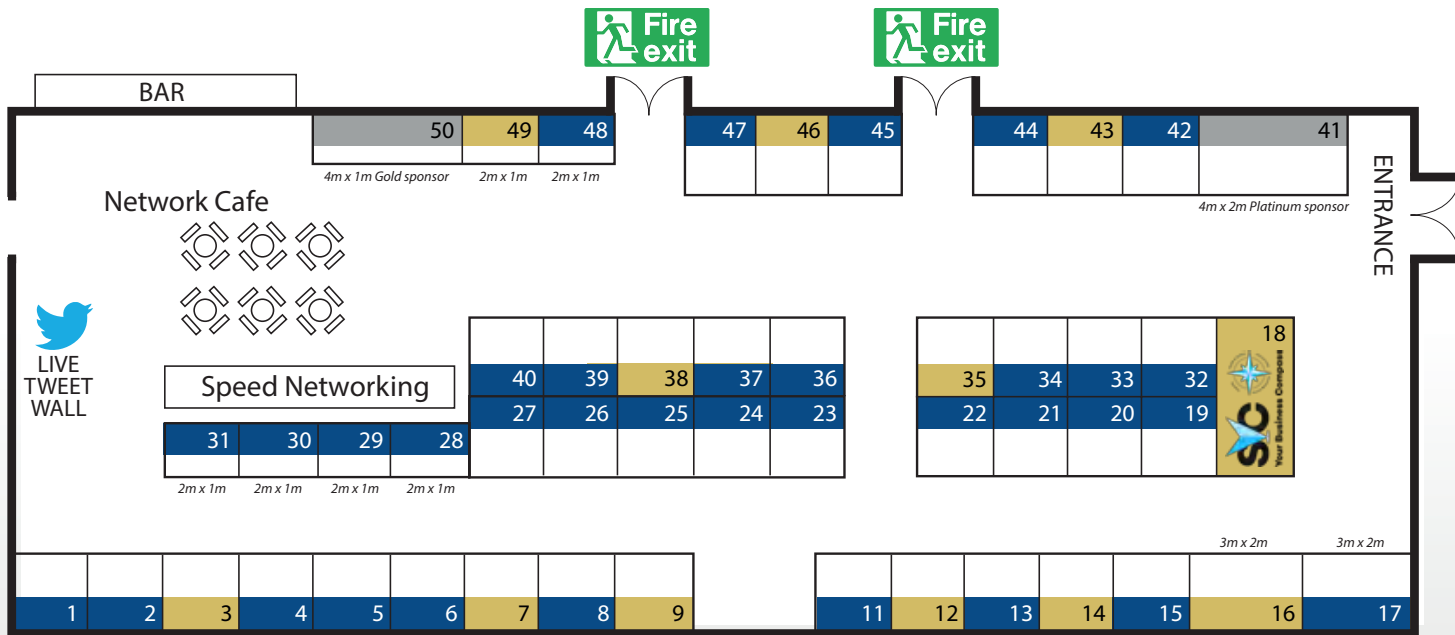 Fire
exit
Fire
exit
BAR
50
49
48
47
46
45
44
43
42
41
4m x 1m Gold sponsor
2m x 1m
2m x 1m
4m x 2m Platinum sponsor
ENTRANCE
Network Cafe
LIVE
TWEET
WALL
Speed Networking
40
39
38
37
36
35
34
33
32
18
27
26
25
24
23
22
21
20
19
SYC
Your Business Compass
31
30
29
28
2m x 1m
2m x 1m
2m x 1m
2m x 1m
3m x 2m
3m x 2m
1
2
3
4
5
6
7
8
9
11
12
13
14
15
16
17